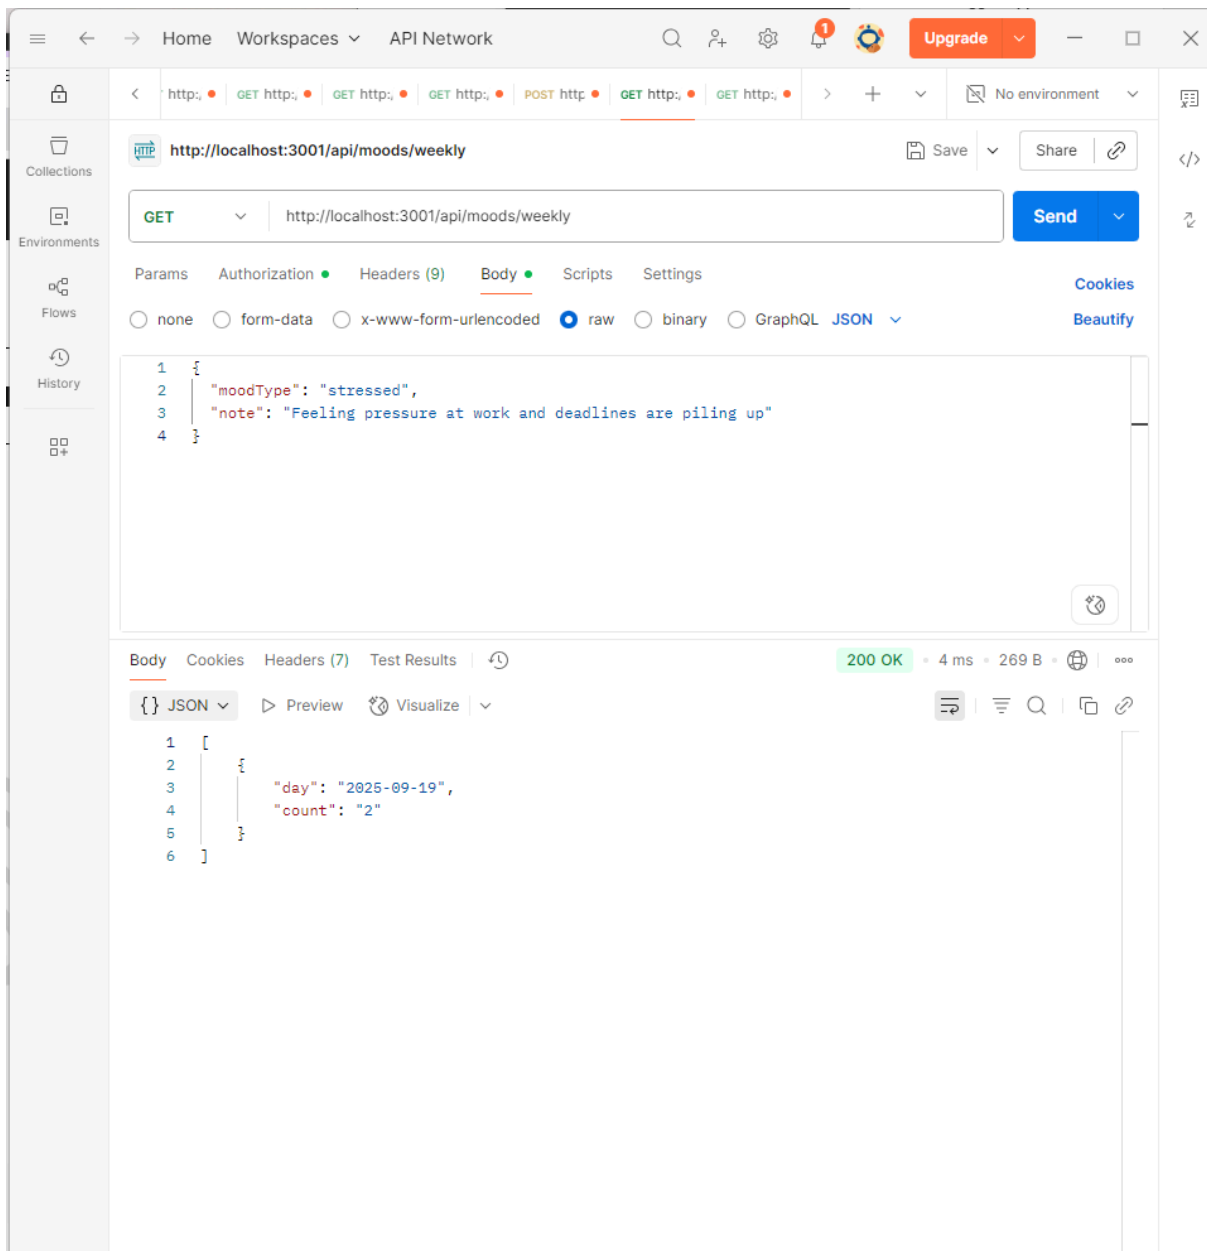 Home Workspaces API Network 1 Upgrade
http:, GET http:, GET http:, GET http:, POST http GET http:, GET http:, No environment
HTTP http://localhost:3001/api/moods/weekly Save Share
Collections
GET http://localhost:3001/api/moods/weekly Send
Environments
Params Authorization Headers (9) Body Scripts Settings Cookies
Flows
none form-data x-www-form-urlencoded raw binary GraphQL JSON Beautify
History
1 {
2 "moodType": "stressed",
3 "note": "Feeling pressure at work and deadlines are piling up"
4 }
Body Cookies Headers (7) Test Results 200 OK • 4 ms • 269 B •
{} JSON Preview Visualize
1 [
2 {
3 "day": "2025-09-19",
4 "count": "2"
5 }
6 ]